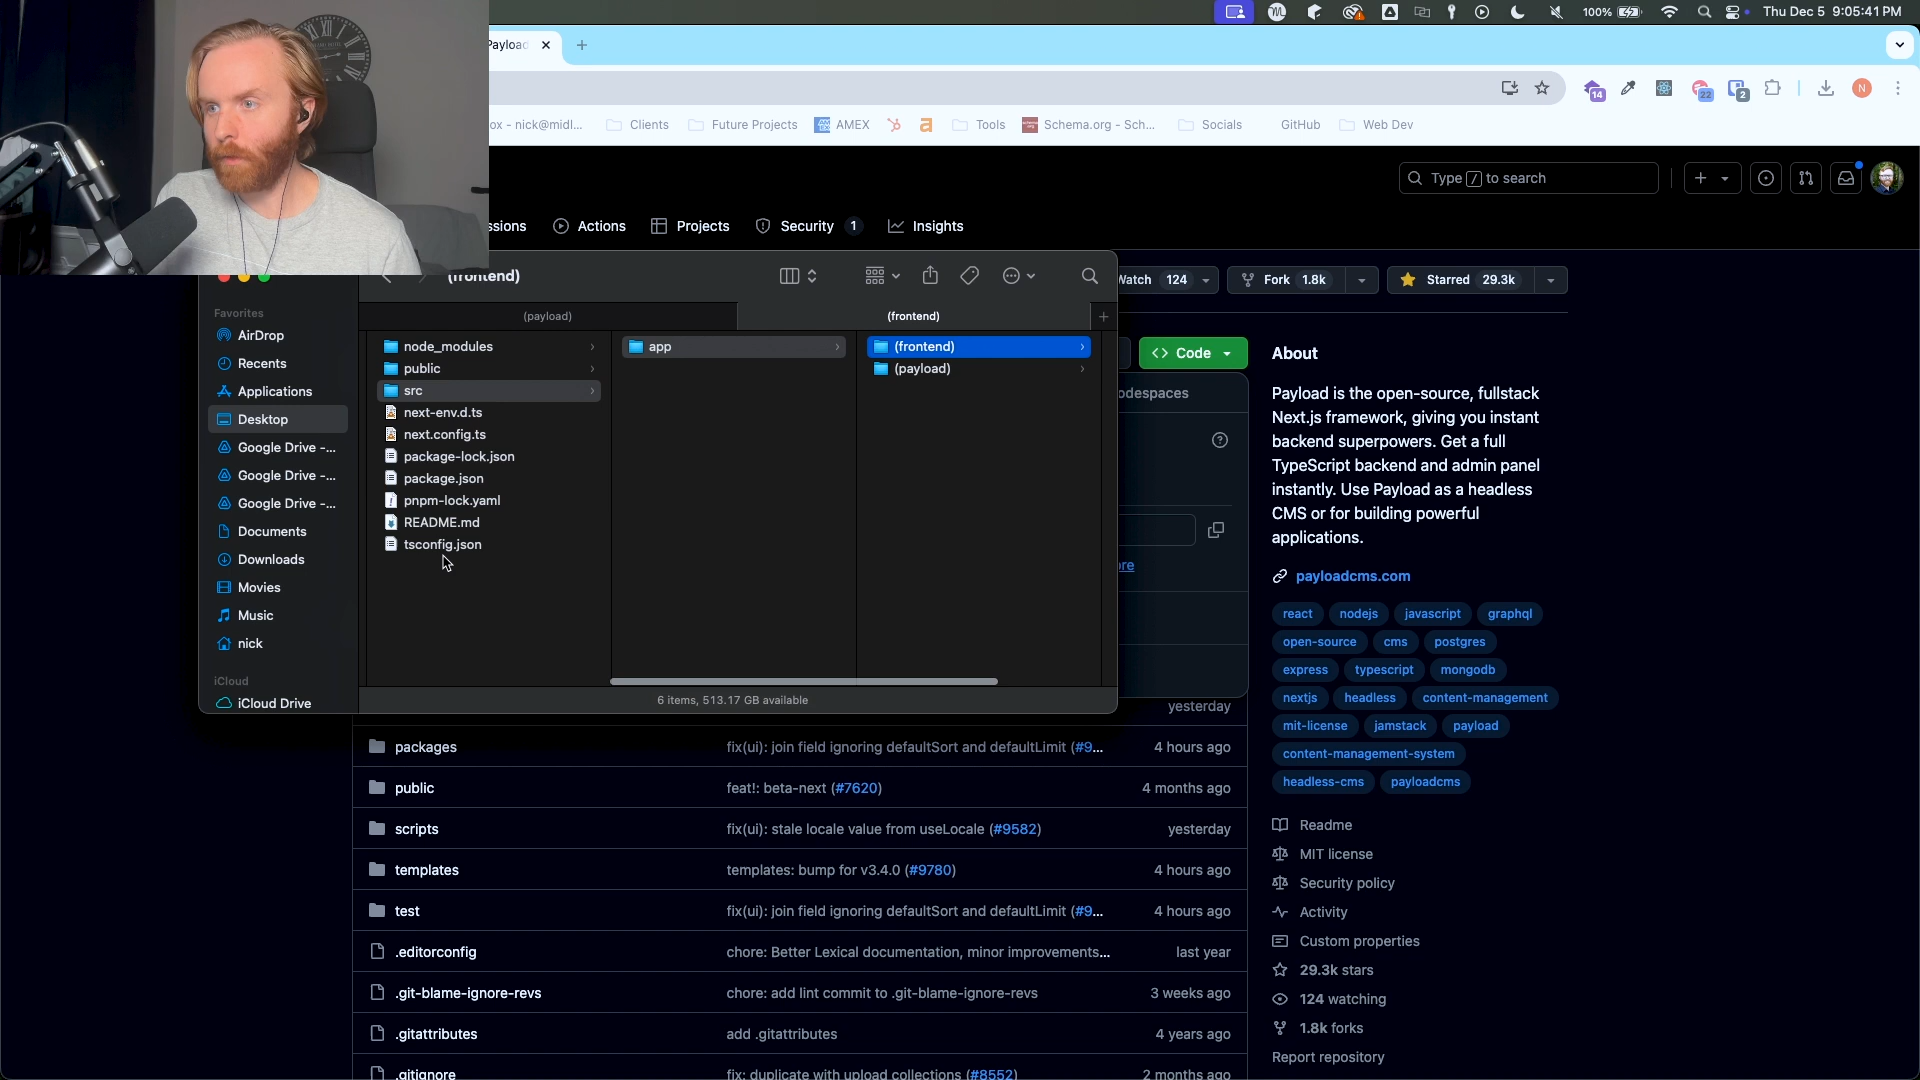 100%
Thu Dec 5 9:05:41 PM
Payload
14
22
2
N
ox - nick@midl...
Clients
Future Projects
AMEX
Tools
Schema.org - Sch...
Socials
GitHub
Web Dev
Type / to search
ssions
Actions
Projects
Security 1
Insights
(frontend)
Watch 124
Fork 1.8k
Starred 29.3k
(payload)
(frontend)
Favorites
AirDrop
Recents
Applications
Desktop
Google Drive -...
Google Drive -...
Google Drive -...
Documents
Downloads
Movies
Music
nick
iCloud
iCloud Drive
node_modules
public
src
next-env.d.ts
next.config.ts
package-lock.json
package.json
pnpm-lock.yaml
README.md
tsconfig.json
app
(frontend)
(payload)
6 items, 513.17 GB available
Code
odespaces
ore
yesterday
packages
fix(ui): join field ignoring defaultSort and defaultLimit (#9...
4 hours ago
public
feat!: beta-next (#7620)
4 months ago
scripts
fix(ui): stale locale value from useLocale (#9582)
yesterday
templates
templates: bump for v3.4.0 (#9780)
4 hours ago
test
fix(ui): join field ignoring defaultSort and defaultLimit (#9...
4 hours ago
.editorconfig
chore: Better Lexical documentation, minor improvements...
last year
.git-blame-ignore-revs
chore: add lint commit to .git-blame-ignore-revs
3 weeks ago
.gitattributes
add .gitattributes
4 years ago
.gitignore
fix: duplicate with upload collections (#8552)
2 months ago
About
Payload is the open-source, fullstack
Next.js framework, giving you instant
backend superpowers. Get a full
TypeScript backend and admin panel
instantly. Use Payload as a headless
CMS or for building powerful
applications.
payloadcms.com
react nodejs javascript graphql
open-source cms postgres
express typescript mongodb
nextjs headless content-management
mit-license jamstack payload
content-management-system
headless-cms payloadcms
Readme
MIT license
Security policy
Activity
Custom properties
29.3k stars
124 watching
1.8k forks
Report repository